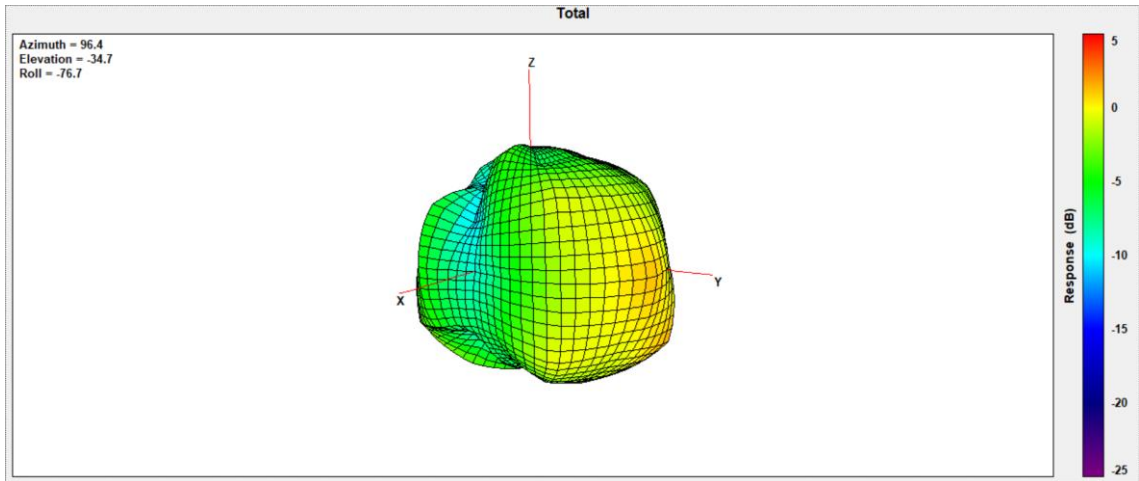 Total
Azimuth = 96.4
Elevation = -34.7
Roll = -76.7
Z
Y
X
5
0
-5
-10
-15
-20
-25
Response (dB)